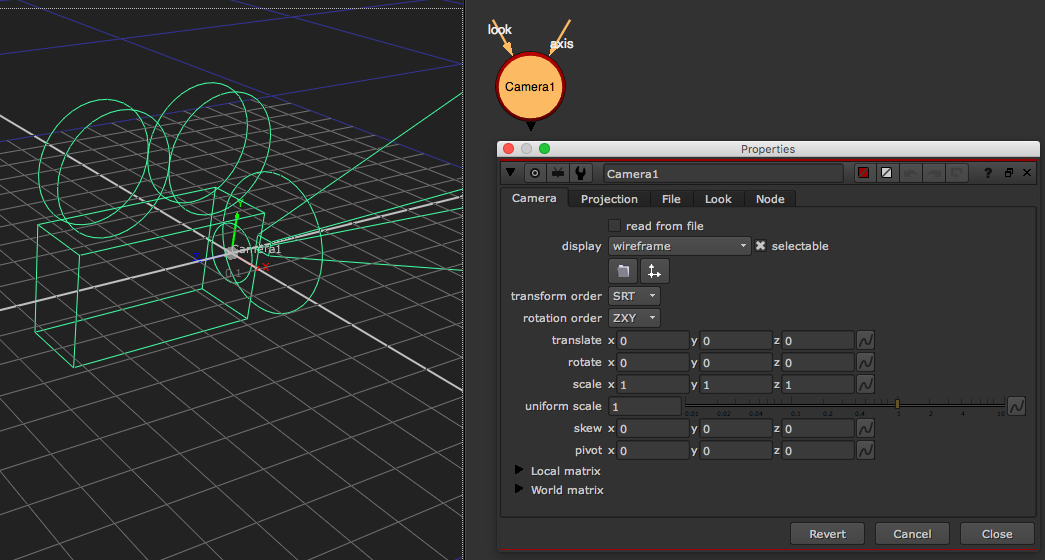 look
axis
Camera1
Properties
Camera1
?
Camera Projection File Look Node
read from file
display wireframe selectable
transform order SRT
rotation order ZXY
translate x 0 y 0 z 0
rotate x 0 y 0 z 0
scale x 1 y 1 z 1
uniform scale 1 0.01 0.02 0.04 0.1 0.2 0.4 1 2 4 10
skew x 0 y 0 z 0
pivot x 0 y 0 z 0
Local matrix
World matrix
Revert Cancel Close
Y
Camera1
X